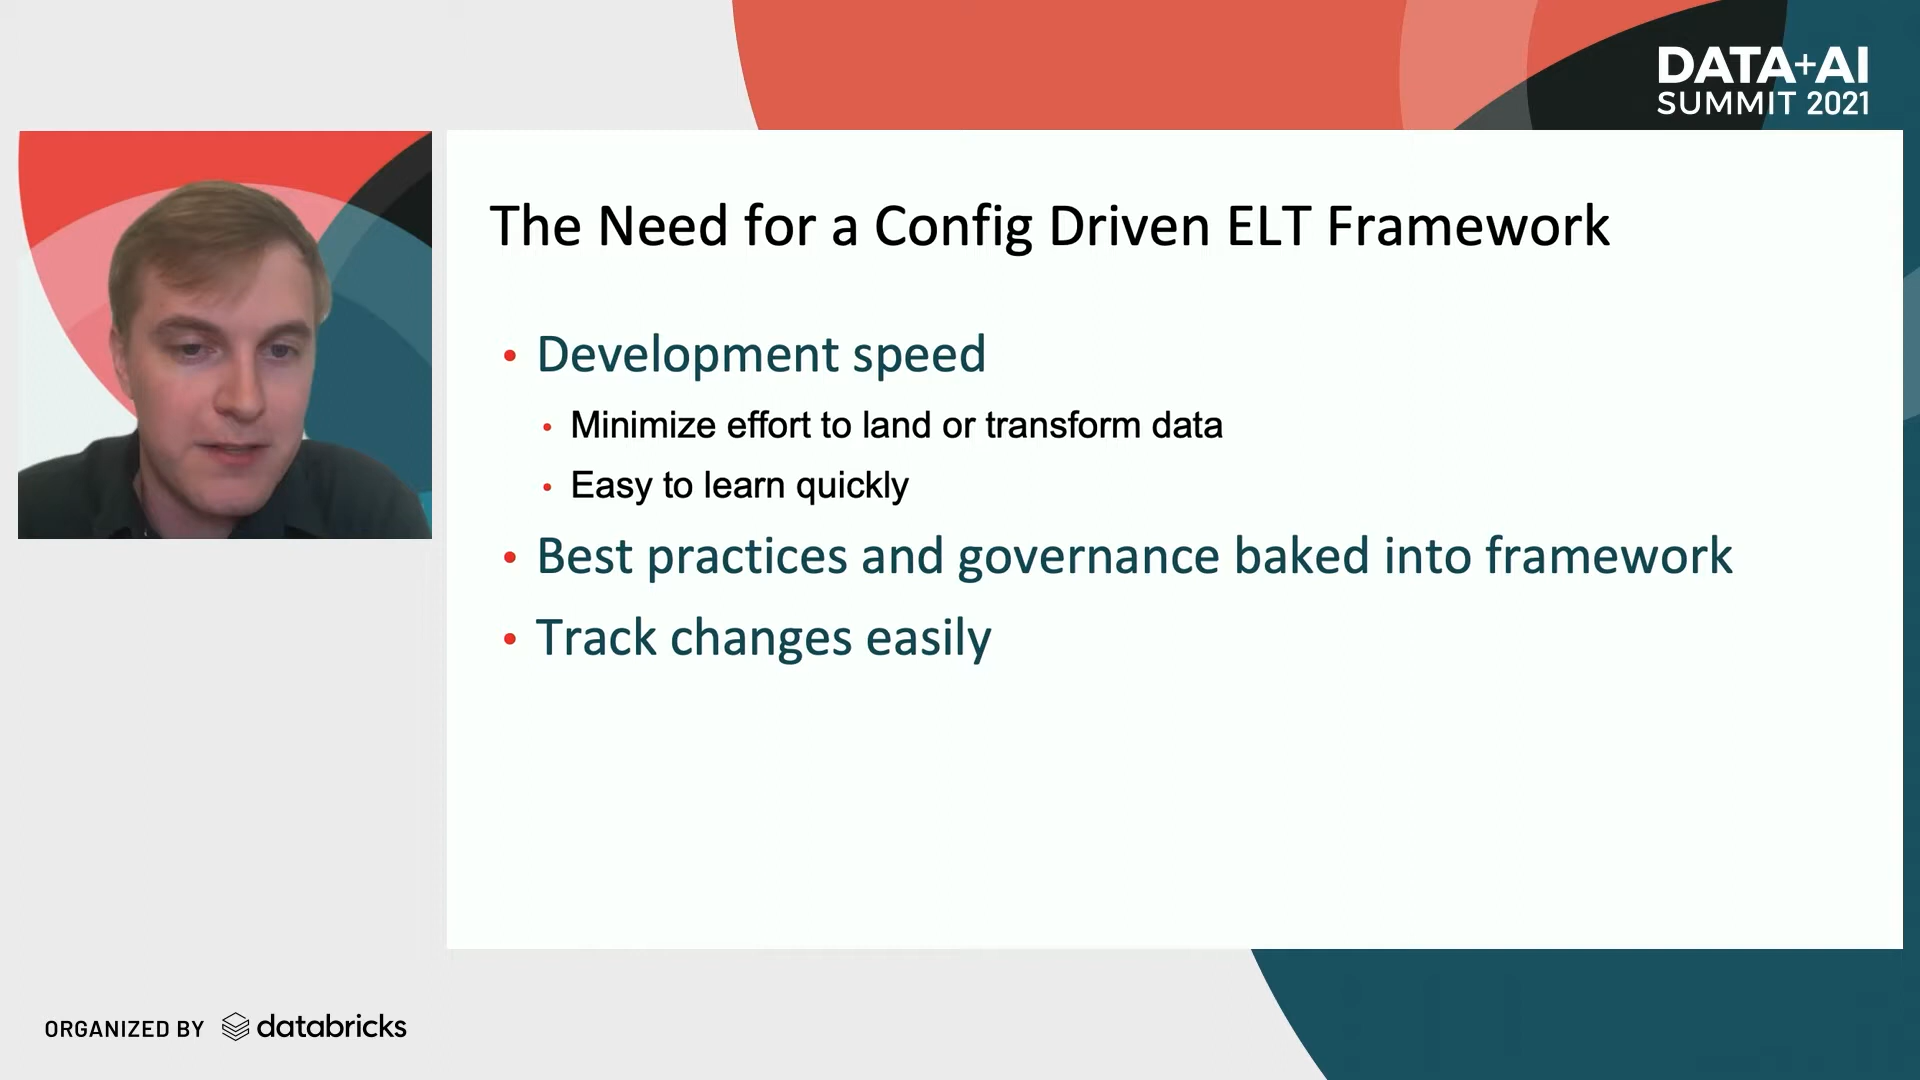 DATA+AI
SUMMIT 2021
The Need for a Config Driven ELT Framework
• Development speed
• Minimize effort to land or transform data
• Easy to learn quickly
• Best practices and governance baked into framework
• Track changes easily
ORGANIZED BY databricks